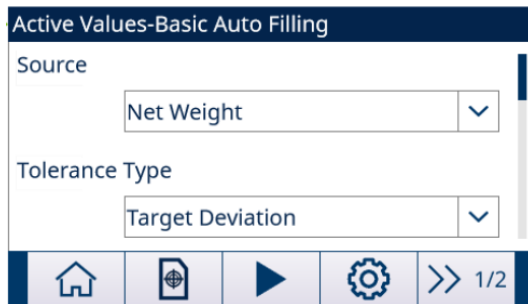 Active Values-Basic Auto Filling
Source
Net Weight
Tolerance Type
Target Deviation
1/2